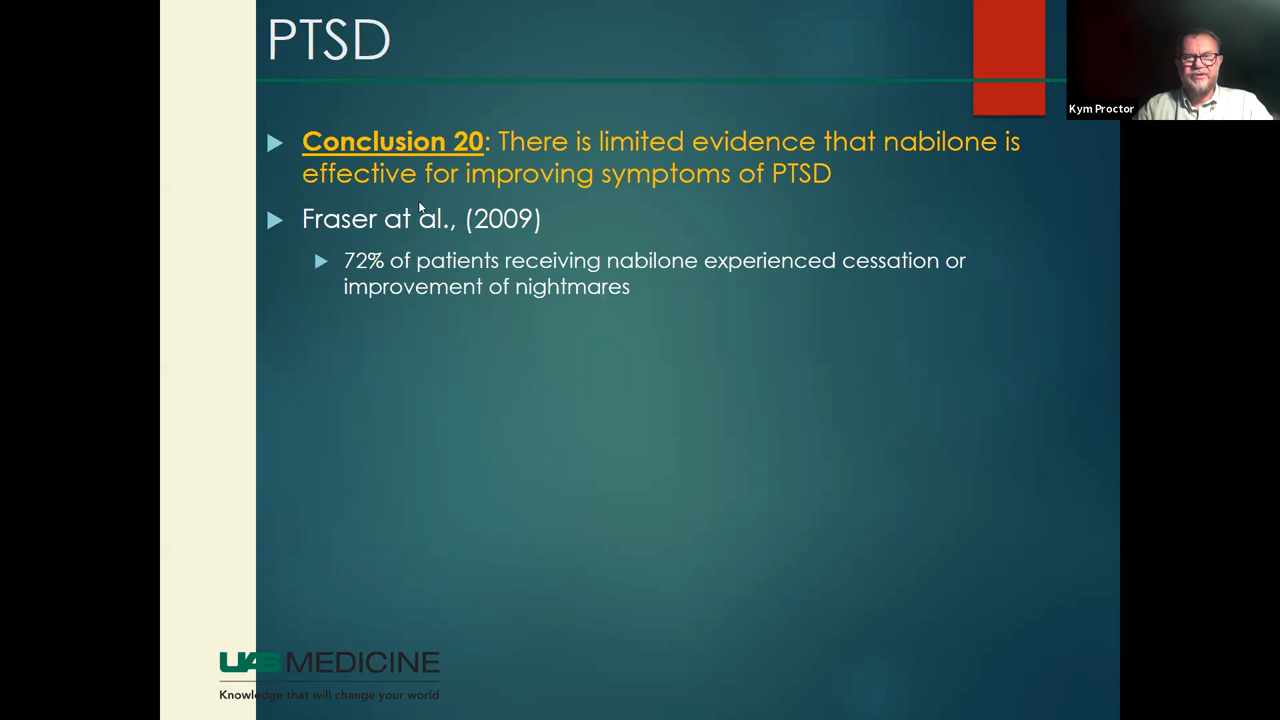 PTSD
Kym Proctor
Conclusion 20: There is limited evidence that nabilone is
effective for improving symptoms of PTSD
Fraser at al., (2009)
72% of patients receiving nabilone experienced cessation or
improvement of nightmares
UAB MEDICINE
Knowledge that will change your world